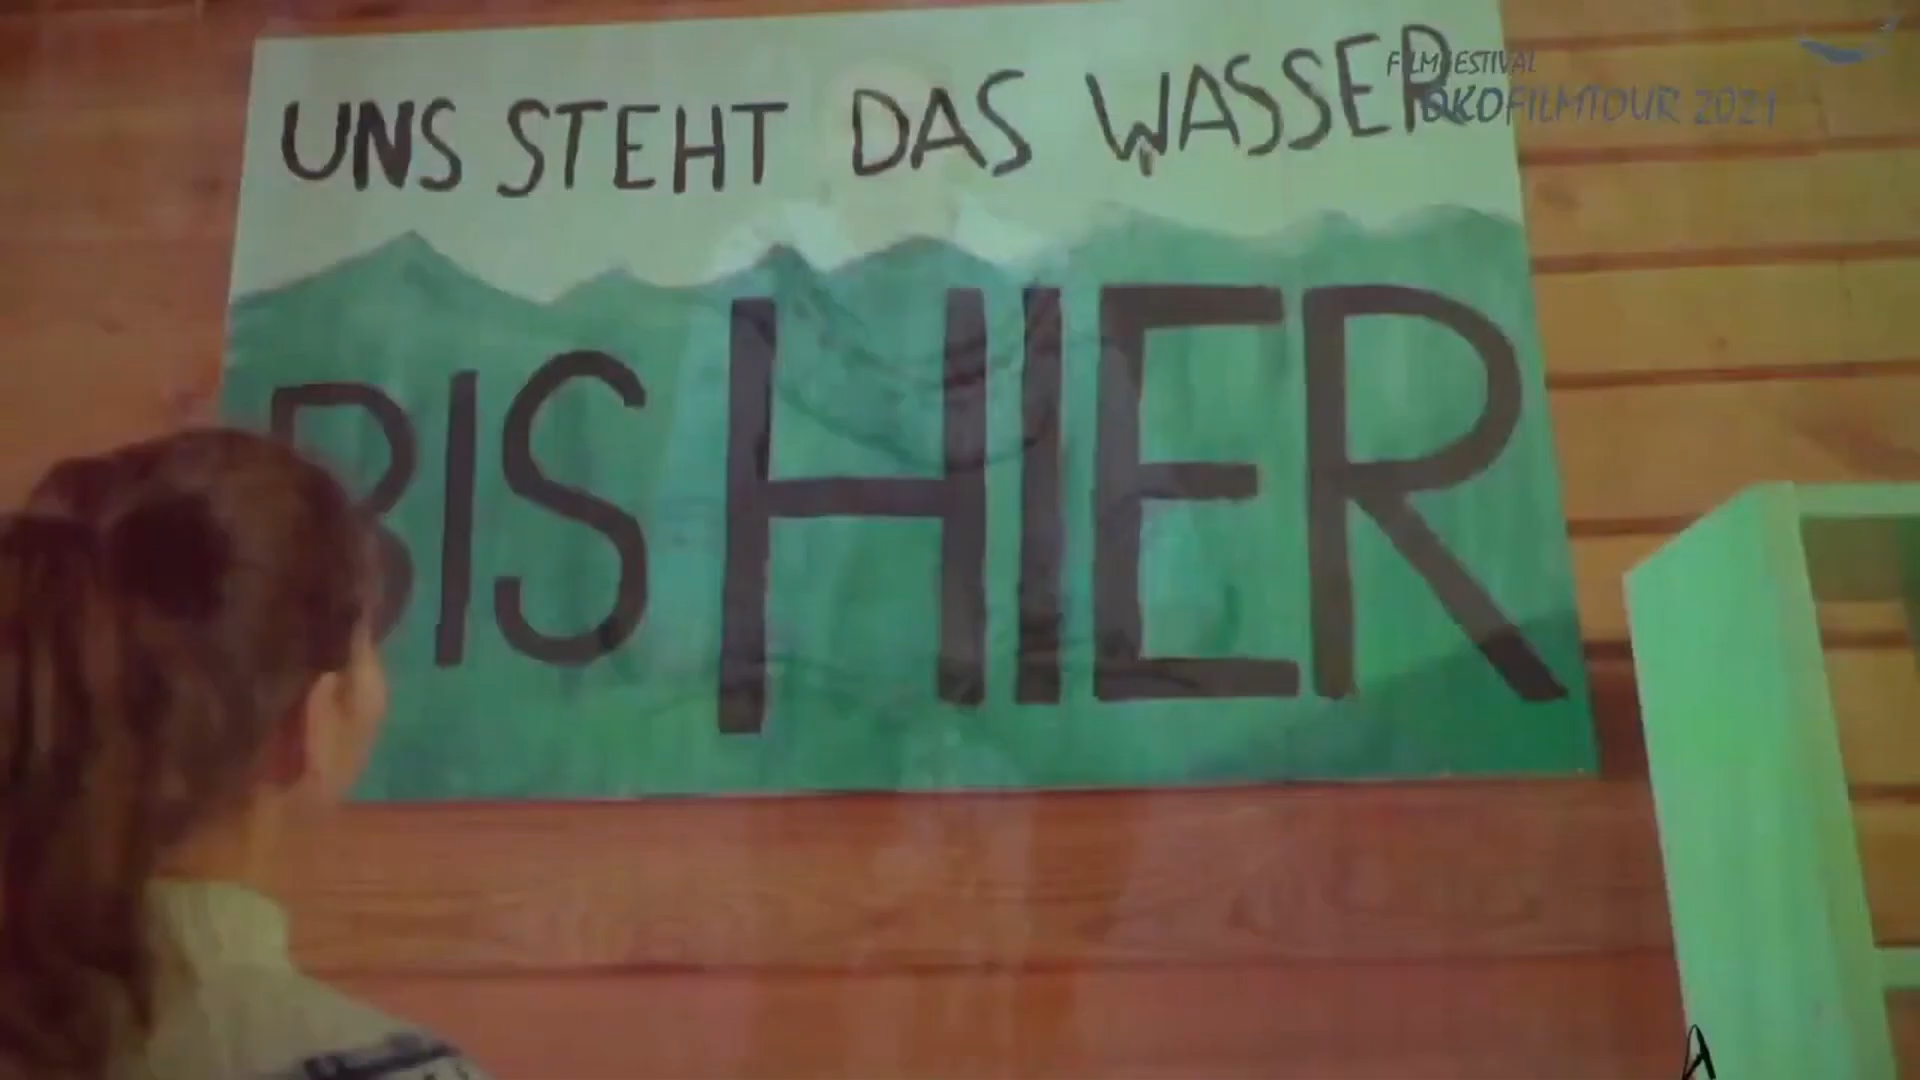 UNS STEHT DAS WASSER
BIS HIER
FILMFESTIVAL
ÖKOFILMTOUR 2021
A